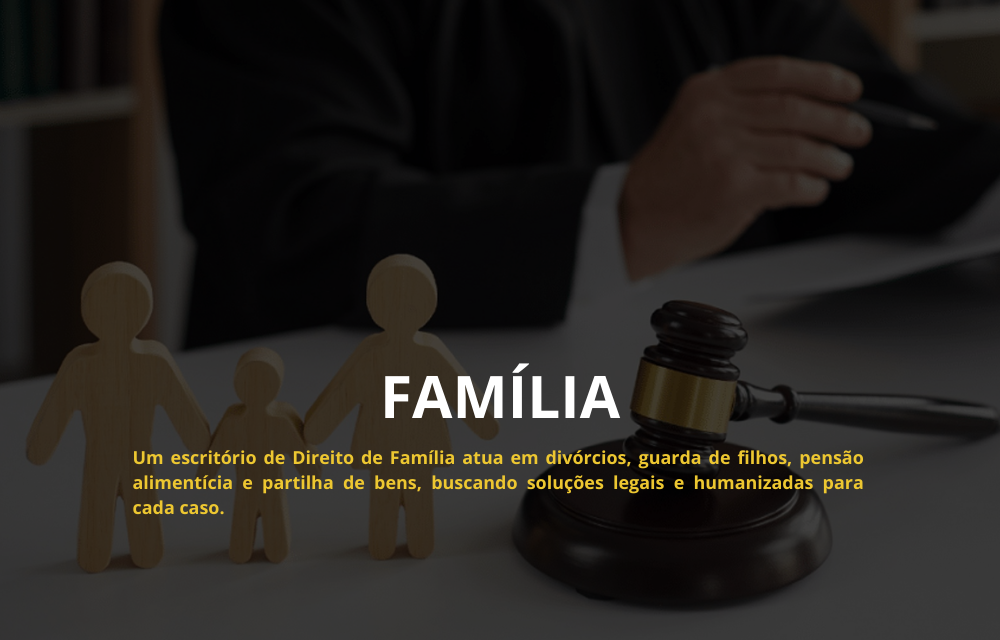 FAMÍLIA
Um escritório de Direito de Família atua em divórcios, guarda de filhos, pensão
alimentícia e partilha de bens, buscando soluções legais e humanizadas para
cada caso.